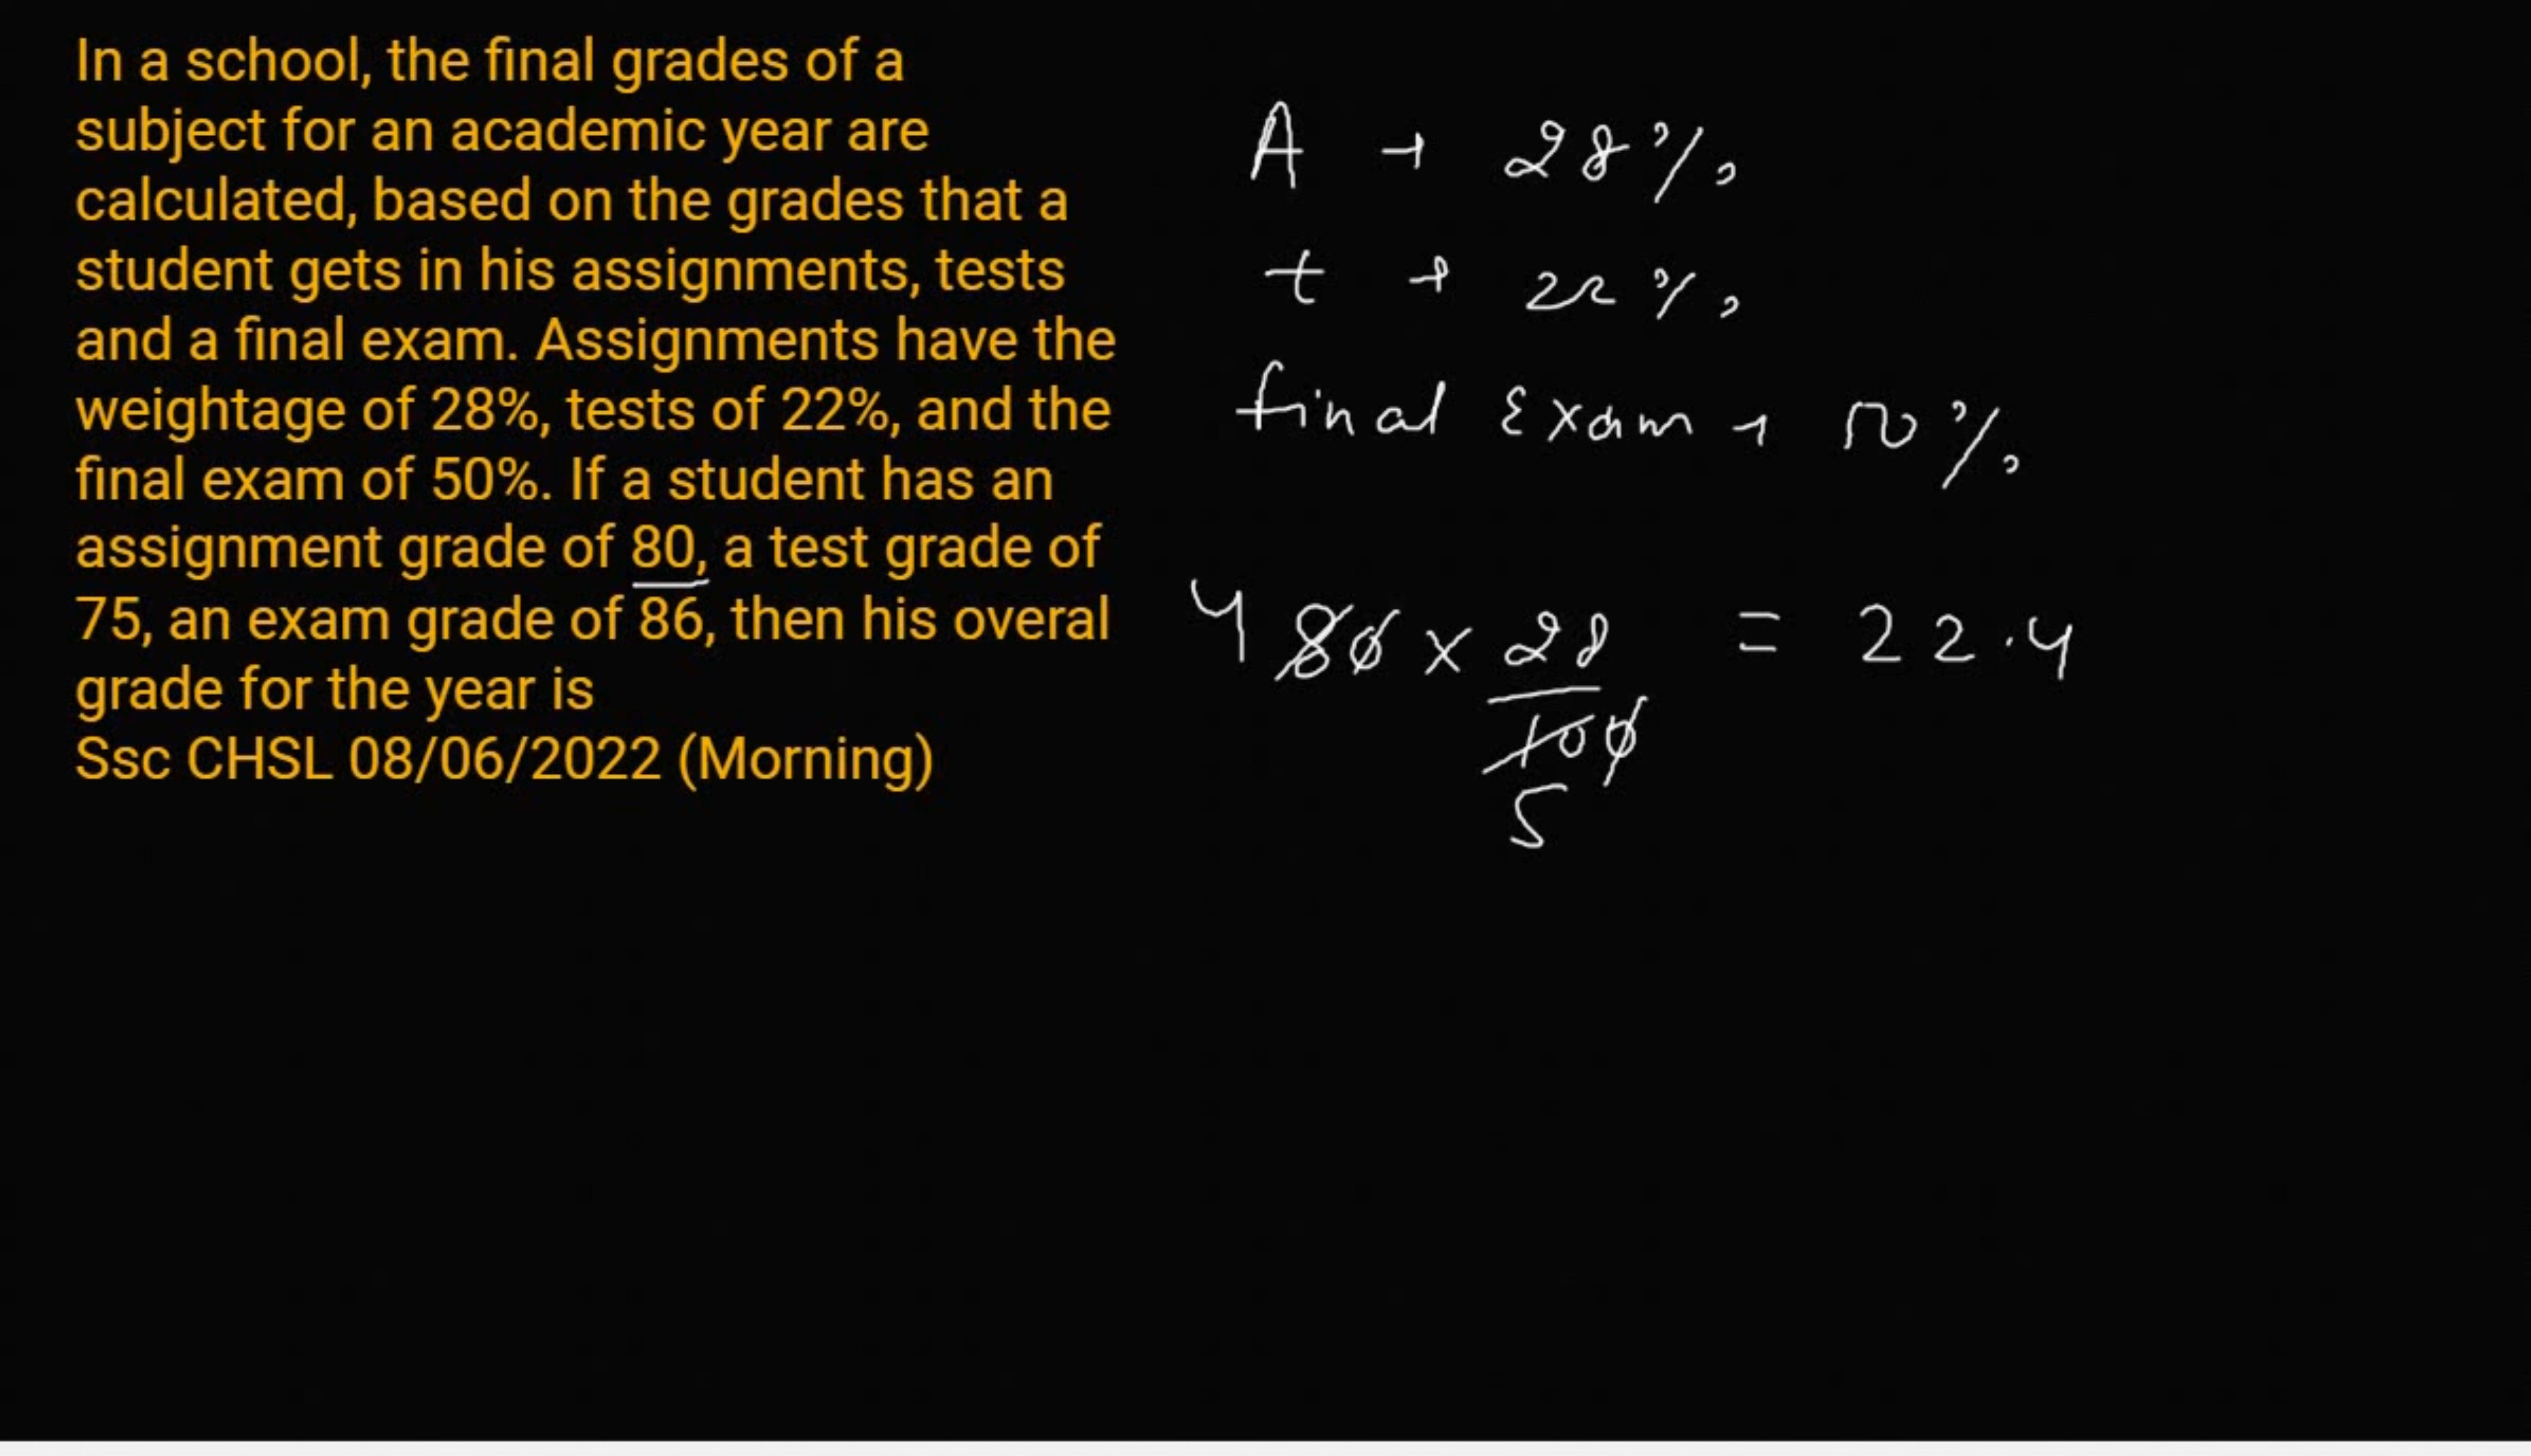 In a school, the final grades of a
subject for an academic year are
calculated, based on the grades that a
student gets in his assignments, tests
and a final exam. Assignments have the
weightage of 28%, tests of 22%, and the
final exam of 50%. If a student has an
assignment grade of 80, a test grade of
75, an exam grade of 86, then his overal
grade for the year is
Ssc CHSL 08/06/2022 (Morning)
A → 28%
t → 22%
final Exam → 50%
4 80 × 28 = 22.4
100
5